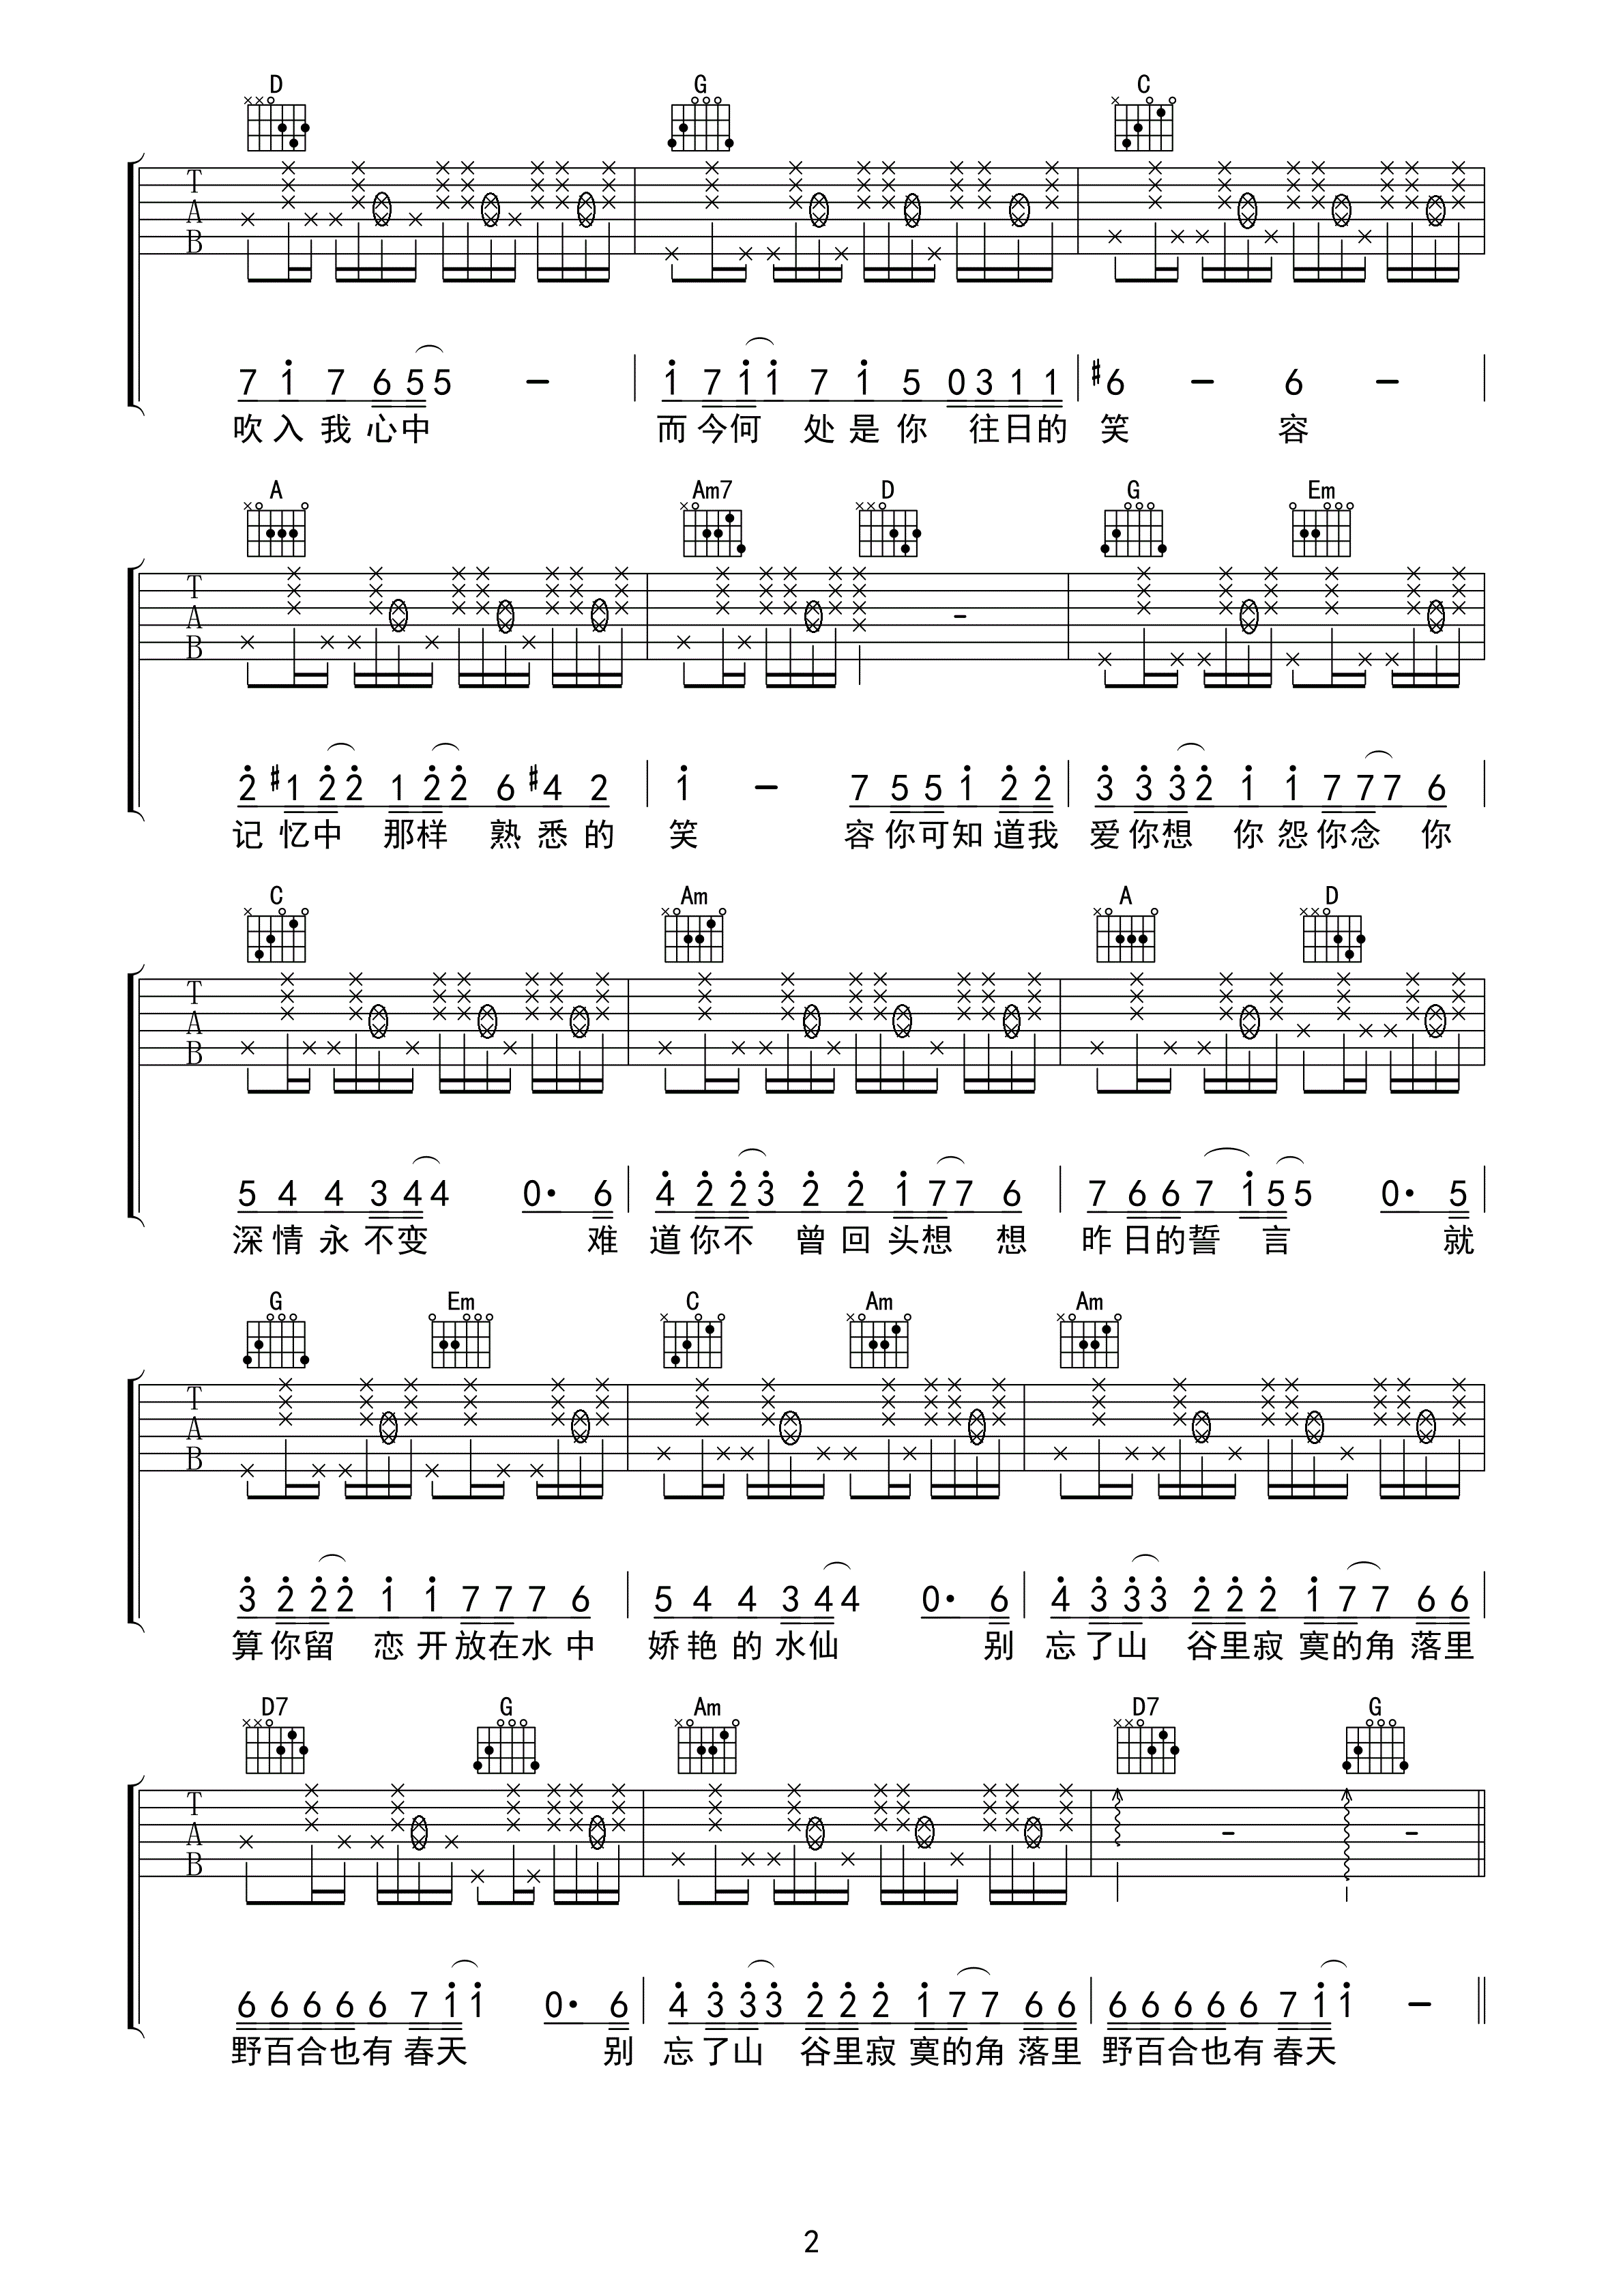 D G C
T A B
7 1 7 6 5 5 – 1 7 1 1 7 1 5 0 3 1 1 #6 – 6 –
吹入我心中 而今何处是你 往日的 笑 容
A Am7 D G Em
T A B
2 #1 2 2 1 2 2 6 #4 2 1 – 7 5 5 1 2 2 3 3 3 2 1 1 7 7 7 6
记忆中 那样 熟悉的 笑 容你可知道我 爱你想 你怨你念 你
C Am A D
T A B
5 4 4 3 4 4 0· 6 4 2 2 3 2 2 1 7 7 6 7 6 6 7 1 5 5 0· 5
深情永不变 难 道你不 曾回头想 想 昨日的誓 言 就
G Em C Am Am
T A B
3 2 2 2 1 1 7 7 7 6 5 4 4 3 4 4 0· 6 4 3 3 3 2 2 2 1 7 7 6 6
算你留 恋开放在水中 娇艳的水仙 别 忘了山 谷里寂寞的角落里
D7 G Am D7 G
T A B
6 6 6 6 6 7 1 1 0· 6 4 3 3 3 2 2 2 1 7 7 6 6 6 6 6 6 6 7 1 1 –
野百合也有春天 别 忘了山 谷里寂寞的角落里 野百合也有春天
2